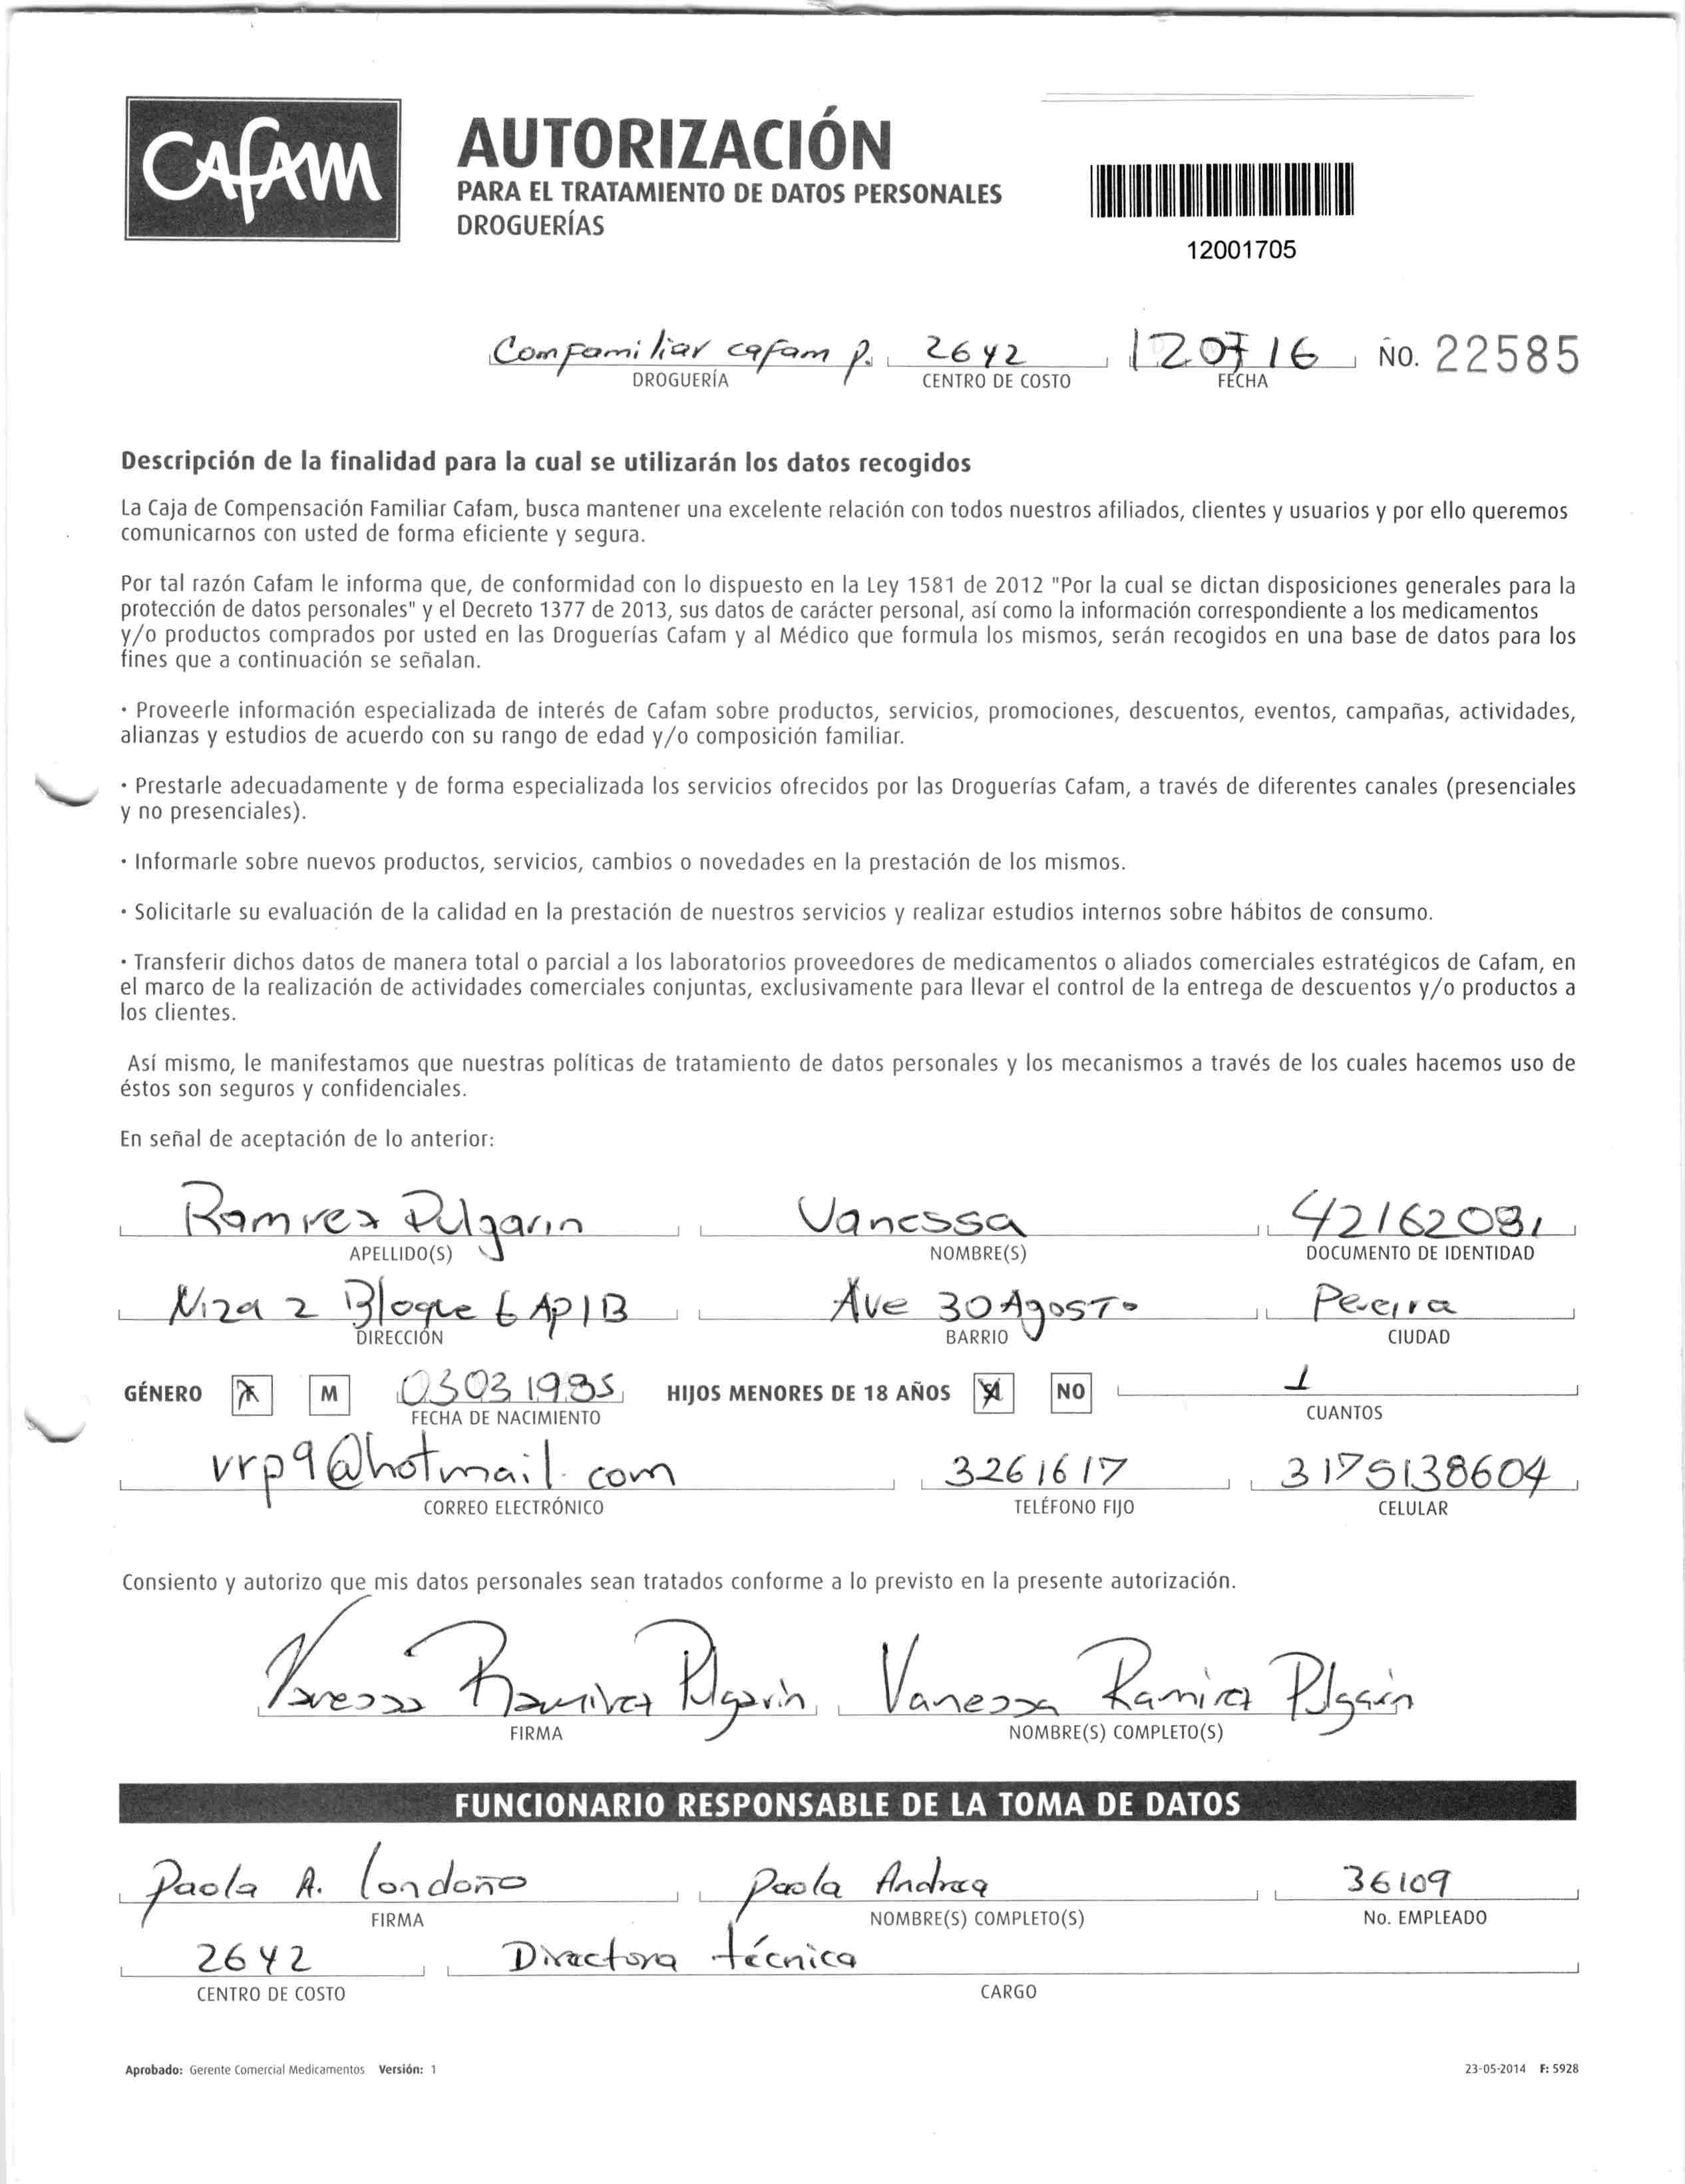 CAFAM
AUTORIZACIÓN
PARA EL TRATAMIENTO DE DATOS PERSONALES
DROGUERÍAS
12001705
Comfamiliar cafam p. 2642 120716 No. 22585
DROGUERÍA CENTRO DE COSTO FECHA
Descripción de la finalidad para la cual se utilizarán los datos recogidos
La Caja de Compensación Familiar Cafam, busca mantener una excelente relación con todos nuestros afiliados, clientes y usuarios y por ello queremos
comunicarnos con usted de forma eficiente y segura.
Por tal razón Cafam le informa que, de conformidad con lo dispuesto en la Ley 1581 de 2012 "Por la cual se dictan disposiciones generales para la
protección de datos personales" y el Decreto 1377 de 2013, sus datos de carácter personal, así como la información correspondiente a los medicamentos
y/o productos comprados por usted en las Droguerías Cafam y al Médico que formula los mismos, serán recogidos en una base de datos para los
fines que a continuación se señalan.
· Proveerle información especializada de interés de Cafam sobre productos, servicios, promociones, descuentos, eventos, campañas, actividades,
alianzas y estudios de acuerdo con su rango de edad y/o composición familiar.
· Prestarle adecuadamente y de forma especializada los servicios ofrecidos por las Droguerías Cafam, a través de diferentes canales (presenciales
y no presenciales).
· Informarle sobre nuevos productos, servicios, cambios o novedades en la prestación de los mismos.
· Solicitarle su evaluación de la calidad en la prestación de nuestros servicios y realizar estudios internos sobre hábitos de consumo.
· Transferir dichos datos de manera total o parcial a los laboratorios proveedores de medicamentos o aliados comerciales estratégicos de Cafam, en
el marco de la realización de actividades comerciales conjuntas, exclusivamente para llevar el control de la entrega de descuentos y/o productos a
los clientes.
Así mismo, le manifestamos que nuestras políticas de tratamiento de datos personales y los mecanismos a través de los cuales hacemos uso de
éstos son seguros y confidenciales.
En señal de aceptación de lo anterior:
Ramirez Pulgarin Vanessa
APELLIDO(S) NOMBRE(S) DOCUMENTO DE IDENTIDAD
Niza 2 Bloque 6 Ap 1B Ave 30 Agosto Pereira
DIRECCIÓN BARRIO CIUDAD
GÉNERO M 03031985 HIJOS MENORES DE 18 AÑOS SI NO 1
FECHA DE NACIMIENTO CUANTOS
vrp9@hotmail.com 3261617 3175138604
CORREO ELECTRÓNICO TELÉFONO FIJO CELULAR
Consiento y autorizo que mis datos personales sean tratados conforme a lo previsto en la presente autorización.
Vanessa Ramirez Pulgarin Vanessa Ramirez Plgarin
FIRMA NOMBRE(S) COMPLETO(S)
FUNCIONARIO RESPONSABLE DE LA TOMA DE DATOS
Paola A. Londoño Paola Andrea 36109
FIRMA NOMBRE(S) COMPLETO(S) No. EMPLEADO
2642 Directora técnica
CENTRO DE COSTO CARGO
Aprobado: Gerente Comercial Medicamentos Versión: 1 23-05-2014 F: 5928